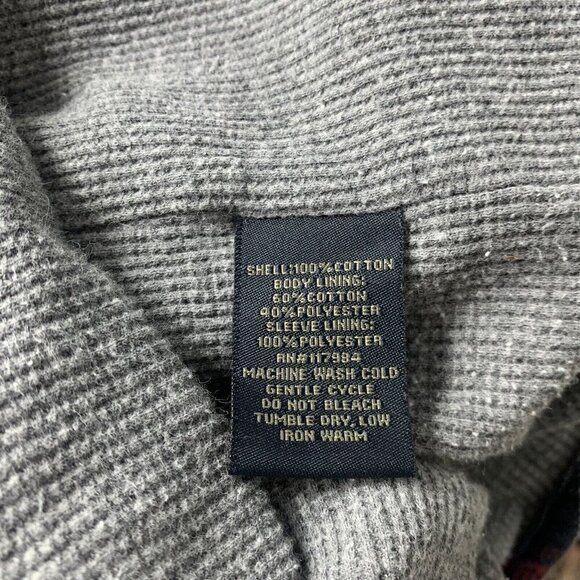 SHELL:100%COTTON
BODY LINING:
60%COTTON
40%POLYESTER
SLEEVE LINING:
100%POLYESTER
RN#117984
MACHINE WASH COLD
GENTLE CYCLE
DO NOT BLEACH
TUMBLE DRY, LOW
IRON WARM